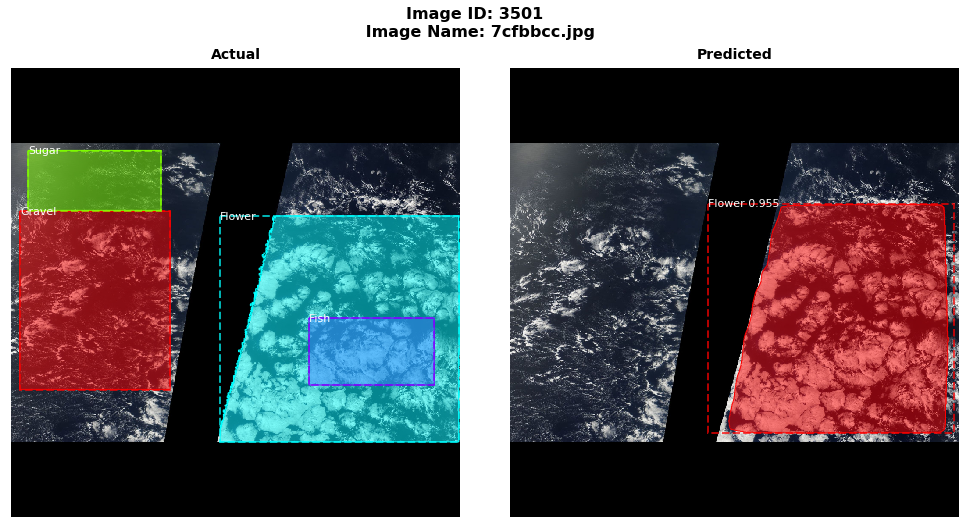 Image ID: 3501
Image Name: 7cfbbcc.jpg
Actual
Predicted
Sugar
Gravel
Flower
Fish
Flower 0.955